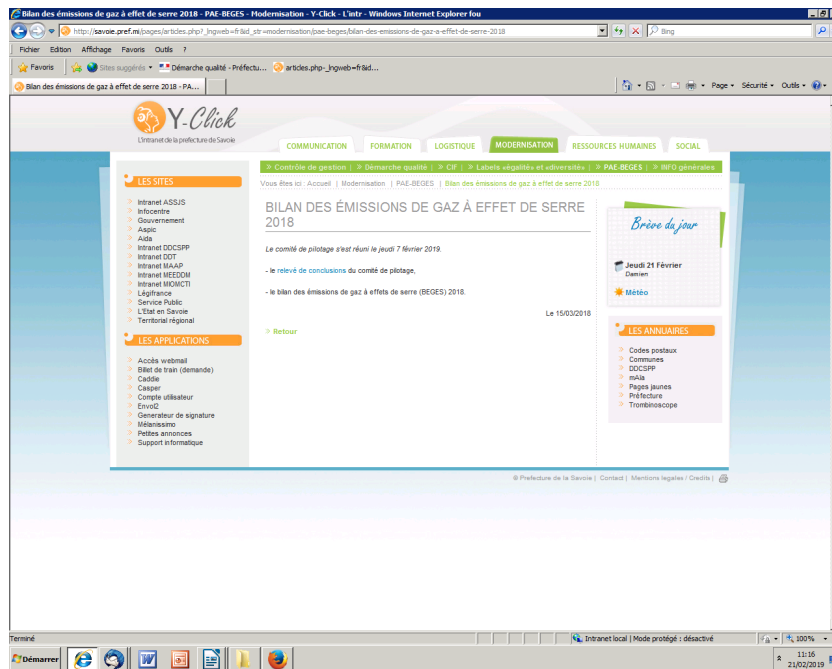 Bilan des émissions de gaz à effet de serre 2018 - PAE-BEGES - Modernisation - Y-Click - L'intr - Windows Internet Explorer fou
http://savoie.pref.mi/pages/articles.php?_lngweb=fr&id_str=modernisation/pae-beges/bilan-des-emissions-de-gaz-a-effet-de-serre-2018
Bing
Fichier Edition Affichage Favoris Outils ?
Favoris Sites suggérés Démarche qualité - Préfectu... articles.php-_lngweb=fr&id...
Bilan des émissions de gaz à effet de serre 2018 - PA...
Page Sécurité Outils
Y-Click
L'intranet de la prefecture de Savoie
COMMUNICATION FORMATION LOGISTIQUE MODERNISATION RESSOURCES HUMAINES SOCIAL
» Contrôle de gestion | » Démarche qualité | » CIF | » Labels «égalité» et «diversité» | » PAE-BEGES | » INFO générales
Vous êtes ici : Accueil | Modernisation | PAE-BEGES | Bilan des émissions de gaz à effet de serre 2018
LES SITES
Intranet ASSJS
Infocentre
Gouvernement
Aspic
Aida
Intranet DDCSPP
Intranet DDT
Intranet MAAP
Intranet MEEDDM
Intranet MIOMCTI
Légifrance
Service Public
L'Etat en Savoie
Territorial régional
LES APPLICATIONS
Accès webmail
Billet de train (demande)
Caddie
Casper
Compte utilisateur
Envol2
Generateur de signature
Mélanissimo
Petites annonces
Support informatique
BILAN DES ÉMISSIONS DE GAZ À EFFET DE SERRE
2018
Le comité de pilotage s'est réuni le jeudi 7 février 2019.
- le relevé de conclusions du comité de pilotage,
- le bilan des émissions de gaz à effets de serre (BEGES) 2018.
Le 15/03/2018
» Retour
Brève du jour
Jeudi 21 Février
Damien
Météo
LES ANNUAIRES
Codes postaux
Communes
DDCSPP
mAia
Pages jaunes
Préfecture
Trombinoscope
© Prefecture de la Savoie | Contact | Mentions legales / Credits |
Terminé
Intranet local | Mode protégé : désactivé
100%
Démarrer
11:16
21/02/2019